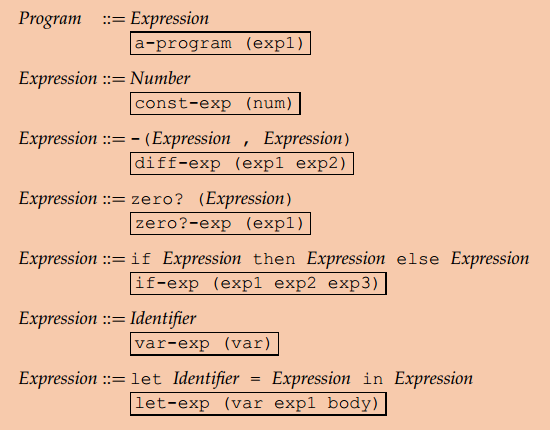 Program ::= Expression
a-program (exp1)
Expression ::= Number
const-exp (num)
Expression ::= -(Expression , Expression)
diff-exp (exp1 exp2)
Expression ::= zero? (Expression)
zero?-exp (exp1)
Expression ::= if Expression then Expression else Expression
if-exp (exp1 exp2 exp3)
Expression ::= Identifier
var-exp (var)
Expression ::= let Identifier = Expression in Expression
let-exp (var exp1 body)